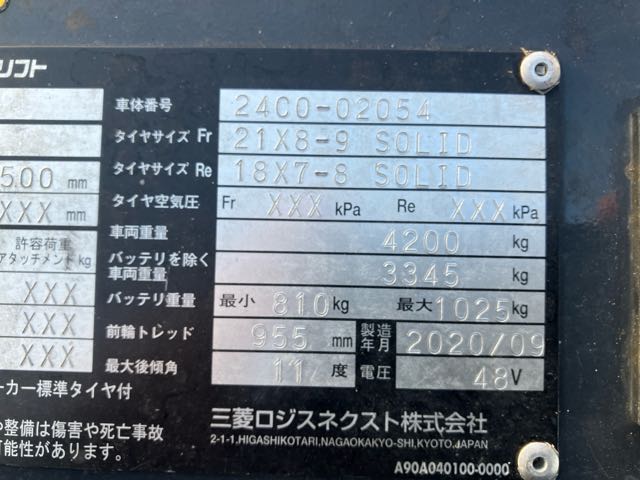 リフト
車体番号 24C0-02054
タイヤサイズ Fr 21X8-9 SOLID
タイヤサイズ Re 18X7-8 SOLID
500 mm
タイヤ空気圧 Fr XXX kPa Re XXX kPa
XXX mm
車両重量 4200 kg
許容荷重
アタッチメント kg
バッテリを除く
車両重量 3345 kg
XXX
バッテリ重量 最小 810 kg 最大 1025 kg
XXX
前輪トレッド 955 mm 製造年月 2020/09
XXX
最大後傾角 11 度 電圧 48 V
ーカー標準タイヤ付
三菱ロジスネクスト株式会社
や整備は傷害や死亡事故
2-1-1,HIGASHIKOTARI,NAGAOKAKYO-SHI,KYOTO,JAPAN
可能性があります。
A90A040100-0000